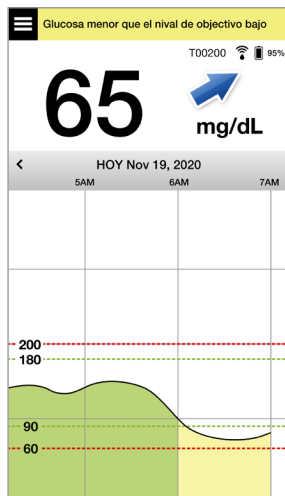 Glucosa menor que el nival de objectivo bajo
T00200 95%
65
mg/dL
< HOY Nov 19, 2020
5AM 6AM 7AM
200
180
90
60